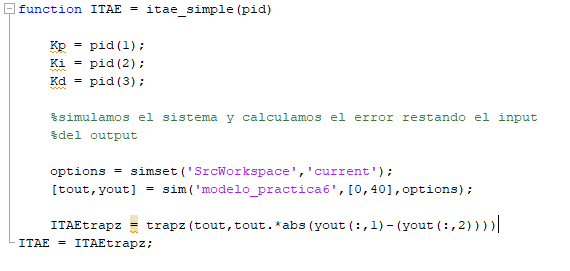 function ITAE = itae_simple(pid)
Kp = pid(1);
Ki = pid(2);
Kd = pid(3);
%simulamos el sistema y calculamos el error restando el input
%del output
options = simset('SrcWorkspace','current');
[tout,yout] = sim('modelo_practica6',[0,40],options);
ITAEtrapz = trapz(tout,tout.*abs(yout(:,1)-(yout(:,2))))
ITAE = ITAEtrapz;